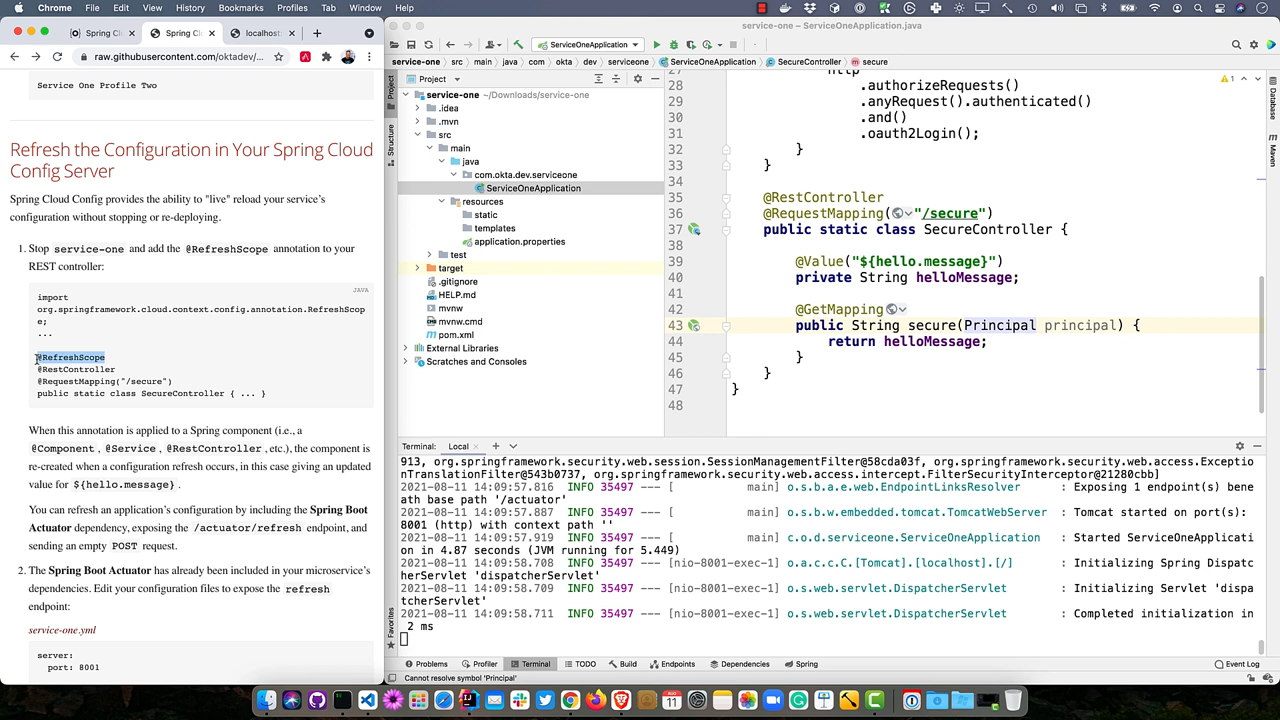 IntelliJ IDEA File Edit View Navigate Code Refactor Build Run Tools VCS Window Help
Spring Cl
Spring Cl
localhost:
service-one – ServiceOneApplication.java
raw.githubusercontent.com/oktadev/...
ServiceOneApplication
service-one src main java com okta dev serviceone ServiceOneApplication SecureController secure
Service One Profile Two
Refresh the Configuration in Your Spring Cloud
Config Server
Spring Cloud Config provides the ability to "live" reload your service's
configuration without stopping or re-deploying.
1. Stop service-one and add the @RefreshScope annotation to your
REST controller:
JAVA
import
org.springframework.cloud.context.config.annotation.RefreshScop
e;
...
@RefreshScope
@RestController
@RequestMapping("/secure")
public static class SecureController { ... }
When this annotation is applied to a Spring component (i.e., a
@Component , @Service , @RestController , etc.), the component is
re-created when a configuration refresh occurs, in this case giving an updated
value for ${hello.message} .
You can refresh an application's configuration by including the Spring Boot
Actuator dependency, exposing the /actuator/refresh endpoint, and
sending an empty POST request.
2. The Spring Boot Actuator has already been included in your microservice's
dependencies. Edit your configuration files to expose the refresh
endpoint:
service-one.yml
server:
port: 8001
Project
Structure
Favorites
Project
service-one ~/Downloads/service-one
.idea
.mvn
src
main
java
com.okta.dev.serviceone
ServiceOneApplication
resources
static
templates
application.properties
test
target
.gitignore
HELP.md
mvnw
mvnw.cmd
pom.xml
External Libraries
Scratches and Consoles
1
Database
Maven
27 http
28 .authorizeRequests()
29 .anyRequest().authenticated()
30 .and()
31 .oauth2Login();
32 }
33 }
34
35 @RestController
36 @RequestMapping("/secure")
37 public static class SecureController {
38
39 @Value("${hello.message}")
40 private String helloMessage;
41
42 @GetMapping
43 public String secure(Principal principal) {
44 return helloMessage;
45 }
46 }
47 }
48
Terminal: Local
913, org.springframework.security.web.session.SessionManagementFilter@58cda03f, org.springframework.security.web.access.Exceptio
nTranslationFilter@543b0737, org.springframework.security.web.access.intercept.FilterSecurityInterceptor@21280cbb]
2021-08-11 14:09:57.816 INFO 35497 --- [ main] o.s.b.a.e.web.EndpointLinksResolver : Exposing 1 endpoint(s) bene
ath base path '/actuator'
2021-08-11 14:09:57.887 INFO 35497 --- [ main] o.s.b.w.embedded.tomcat.TomcatWebServer : Tomcat started on port(s):
8001 (http) with context path ''
2021-08-11 14:09:57.919 INFO 35497 --- [ main] c.o.d.serviceone.ServiceOneApplication : Started ServiceOneApplicati
on in 4.87 seconds (JVM running for 5.449)
2021-08-11 14:09:58.708 INFO 35497 --- [nio-8001-exec-1] o.a.c.c.C.[Tomcat].[localhost].[/] : Initializing Spring Dispatc
herServlet 'dispatcherServlet'
2021-08-11 14:09:58.709 INFO 35497 --- [nio-8001-exec-1] o.s.web.servlet.DispatcherServlet : Initializing Servlet 'dispa
tcherServlet'
2021-08-11 14:09:58.711 INFO 35497 --- [nio-8001-exec-1] o.s.web.servlet.DispatcherServlet : Completed initialization in
2 ms
Problems Profiler Terminal TODO Build Endpoints Dependencies Spring Event Log
Cannot resolve symbol 'Principal'